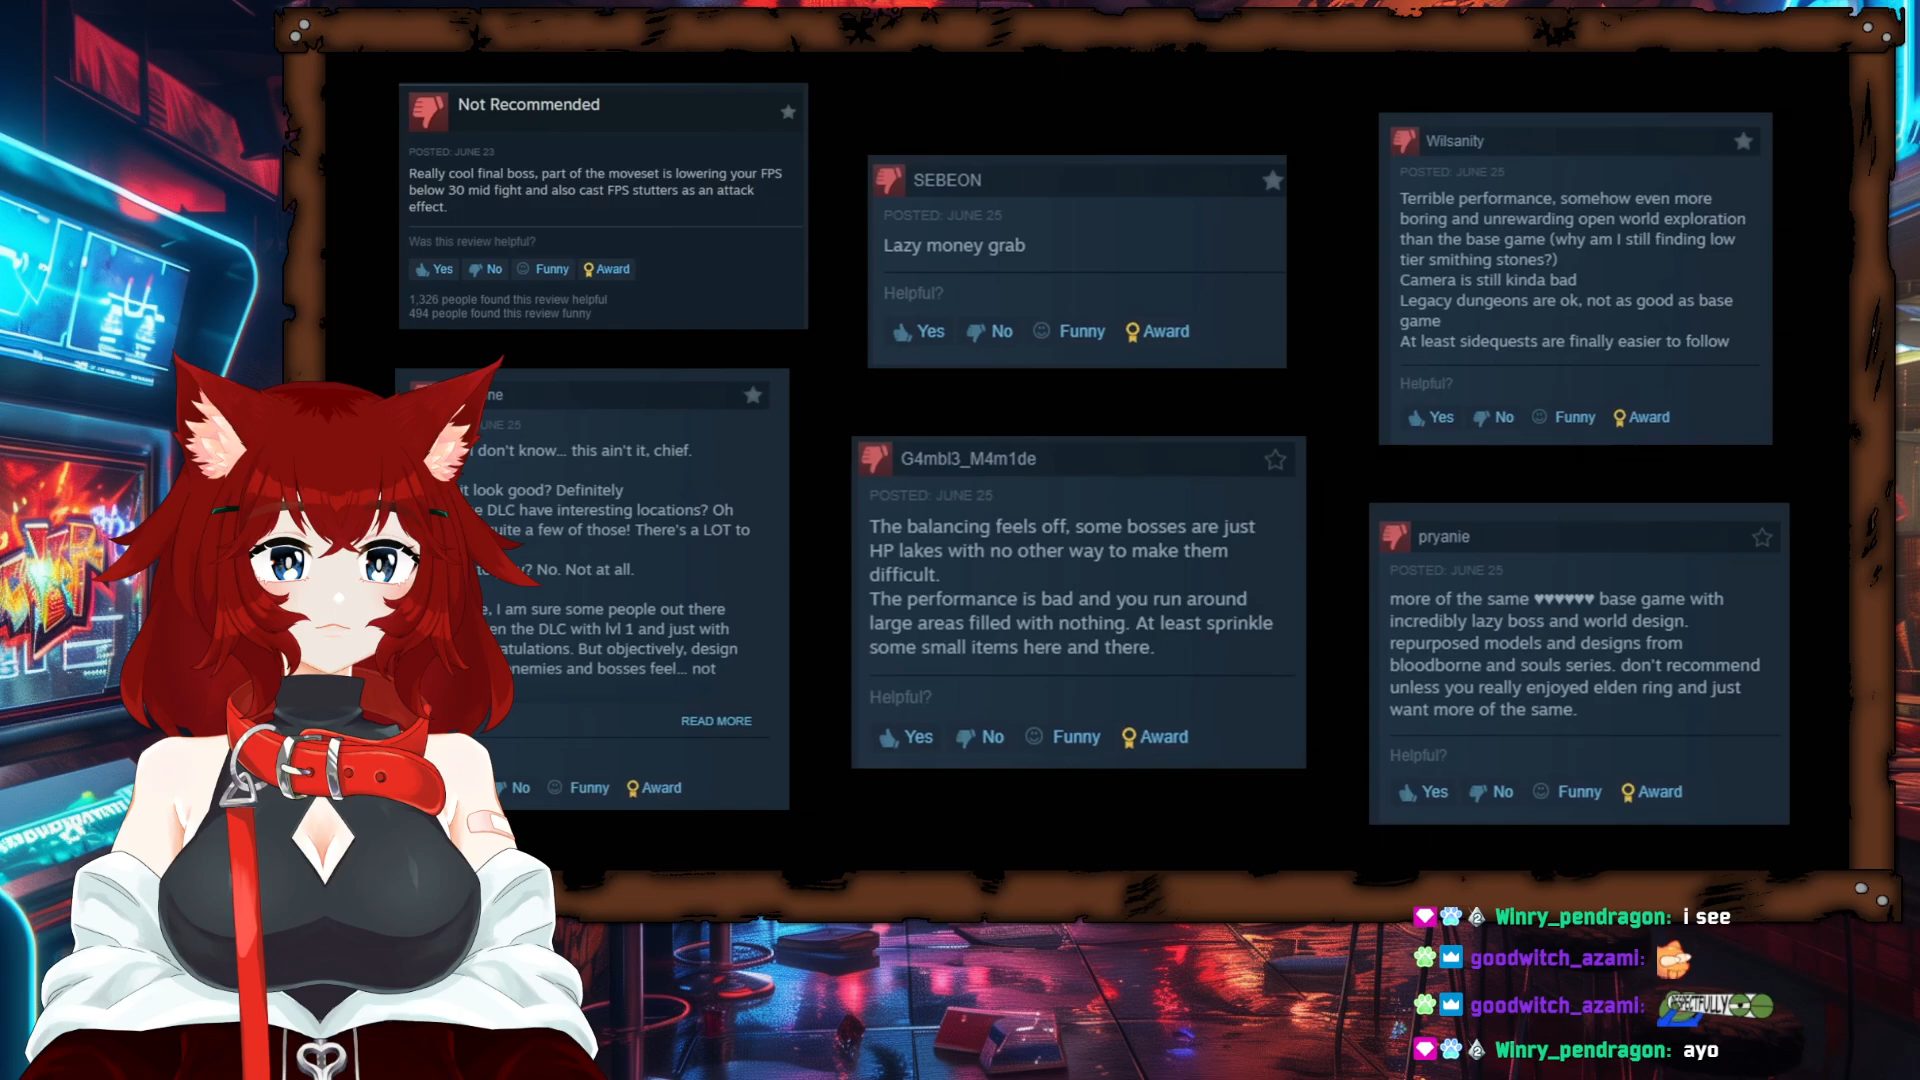 Not Recommended
POSTED: JUNE 23
Really cool final boss, part of the moveset is lowering your FPS
below 30 mid fight and also cast FPS stutters as an attack
effect.
Was this review helpful?
Yes No Funny Award
1,326 people found this review helpful
494 people found this review funny
ne
JUNE 25
don't know... this ain't it, chief.
it look good? Definitely
DLC have interesting locations? Oh
quite a few of those! There's a LOT to
? No. Not at all.
, I am sure some people out there
the DLC with lvl 1 and just with
But objectively, design
enemies and bosses feel... not
READ MORE
No Funny Award
SEBEON
POSTED: JUNE 25
Lazy money grab
Helpful?
Yes No Funny Award
G4mbl3_M4m1de
POSTED: JUNE 25
The balancing feels off, some bosses are just
HP lakes with no other way to make them
difficult.
The performance is bad and you run around
large areas filled with nothing. At least sprinkle
some small items here and there.
Helpful?
Yes No Funny Award
Wilsanity
POSTED: JUNE 25
Terrible performance, somehow even more
boring and unrewarding open world exploration
than the base game (why am I still finding low
tier smithing stones?)
Camera is still kinda bad
Legacy dungeons are ok, not as good as base
game
At least sidequests are finally easier to follow
Helpful?
Yes No Funny Award
pryanie
POSTED: JUNE 25
more of the same ♥♥♥♥♥♥ base game with
incredibly lazy boss and world design.
repurposed models and designs from
bloodborne and souls series. don't recommend
unless you really enjoyed elden ring and just
want more of the same.
Helpful?
Yes No Funny Award
2 Winry_pendragon: i see
goodwitch_azami:
goodwitch_azami: RESPECTFULLY
2 Winry_pendragon: ayo